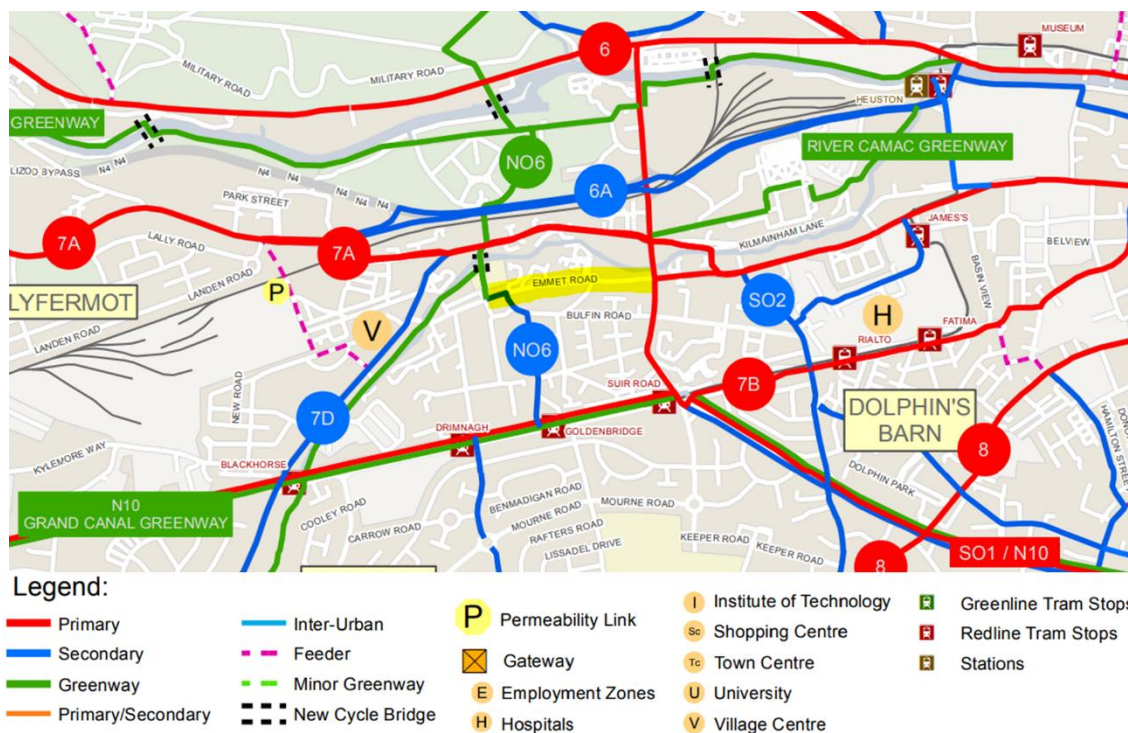 MUSEUM
6
MILITARY ROAD
MILITARY ROAD
HEUSTON
GREENWAY
NO6
RIVER CAMAC GREENWAY
LIZOD BYPASS
N4
N4
N4
N4
N4
6A
PARK STREET
KILMAINHAM LANE
JAMES'S
BELVIEW
7A
LALLY ROAD
7A
LANDEN ROAD
EMMET ROAD
BASIN VIEW
P
SO2
LYFERMOT
BULFIN ROAD
H
FATIMA
V
NO6
RIALTO
LANDEN ROAD
SUIR ROAD
7B
NEW ROAD
7D
DRIMNAGH
GOLDENBRIDGE
DOLPHIN'S
BARN
HAMILTON STREET
8
KYLEMORE WAY
BLACKHORSE
DOLPHIN PARK
N10
GRAND CANAL GREENWAY
COOLEY ROAD
BENMADIGAN ROAD
MOURNE ROAD
MOURNE ROAD
CARROW ROAD
RAFTERS ROAD
LISSADEL DRIVE
KEEPER ROAD
KEEPER ROAD
SO1 / N10
8
Legend:
Primary
Secondary
Greenway
Primary/Secondary
Inter-Urban
Feeder
Minor Greenway
New Cycle Bridge
P Permeability Link
Gateway
E Employment Zones
H Hospitals
I Institute of Technology
Sc Shopping Centre
Tc Town Centre
U University
V Village Centre
Greenline Tram Stops
Redline Tram Stops
Stations